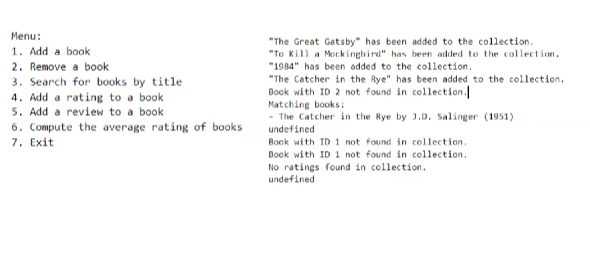 Menu:
1. Add a book
2. Remove a book
3. Search for books by title
4. Add a rating to a book
5. Add a review to a book
6. Compute the average rating of books
7. Exit
"The Great Gatsby" has been added to the collection.
"To Kill a Mockingbird" has been added to the collection.
"1984" has been added to the collection.
"The Catcher in the Rye" has been added to the collection.
Book with ID 2 not found in collection.
Matching books:
- The Catcher in the Rye by J.D. Salinger (1951)
undefined
Book with ID 1 not found in collection.
Book with ID 1 not found in collection.
No ratings found in collection.
undefined